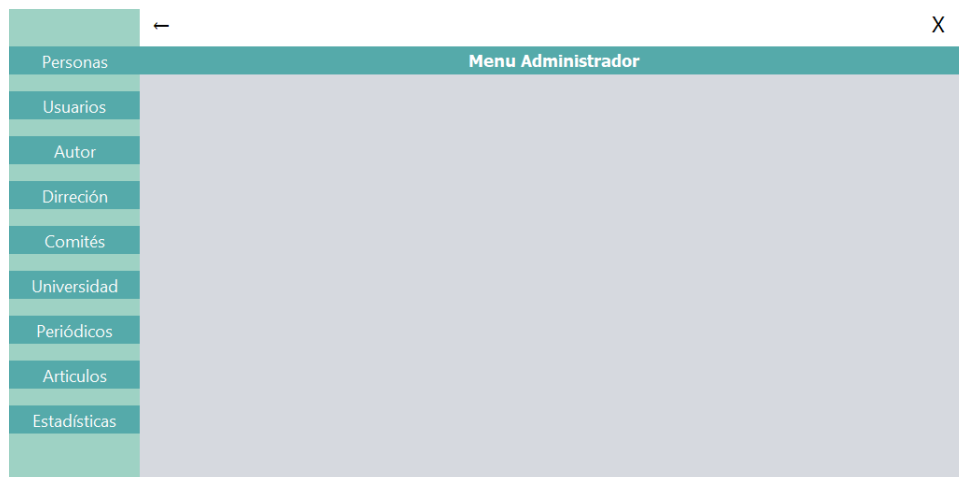 ← X
Menu Administrador
Personas
Usuarios
Autor
Dirreción
Comités
Universidad
Periódicos
Articulos
Estadísticas